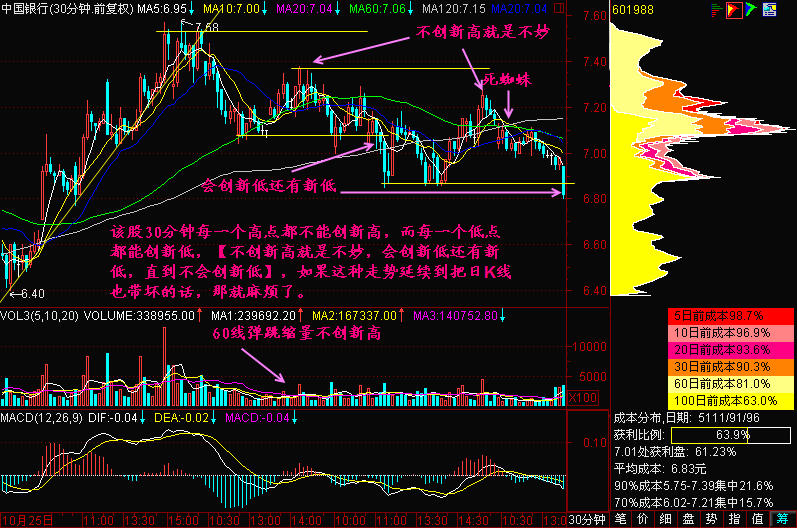 中国银行(30分钟.前复权) MA5:6.95↓ MA10:7.00↓ MA20:7.04↓ MA60:7.06↓ MA120:7.15 MA20:7.04↓
7.58
不创新高就是不妙
死蜘蛛
会创新低还有新低
该股30分钟每一个高点都不能创新高，而每一个低点
都能创新低，【不创新高就是不妙，会创新低还有新
低，直到不会创新低】，如果这种走势延续到把日K线
也带坏的话，那就麻烦了。
←6.40
7.60
7.40
7.20
7.00
6.80
6.60
6.40
VOL3(5,10,20) VOLUME:338955.00↑ MA1:239692.20↑ MA2:167337.00↑ MA3:140752.80↓
60线弹跳缩量不创新高
10000
5000
X100
MACD(12,26,9) DIF:-0.04↓ DEA:-0.02↓ MACD:-0.04↓
0.10
10月25日 11:00 13:30 15:00 10:30 11:30 14:00 10:00 11:00 13:30 14:30 10:30 13:00 30分钟
601988
5日前成本98.7%
10日前成本96.9%
20日前成本93.6%
30日前成本90.3%
60日前成本81.0%
100日前成本63.0%
成本分布,日期: 5111/91/96
获利比例: 63.9%
7.01处获利盘: 61.23%
平均成本: 6.83元
90%成本5.75-7.39集中21.6%
70%成本6.02-7.21集中15.7%
笔 价 细 盘 势 指 值 筹